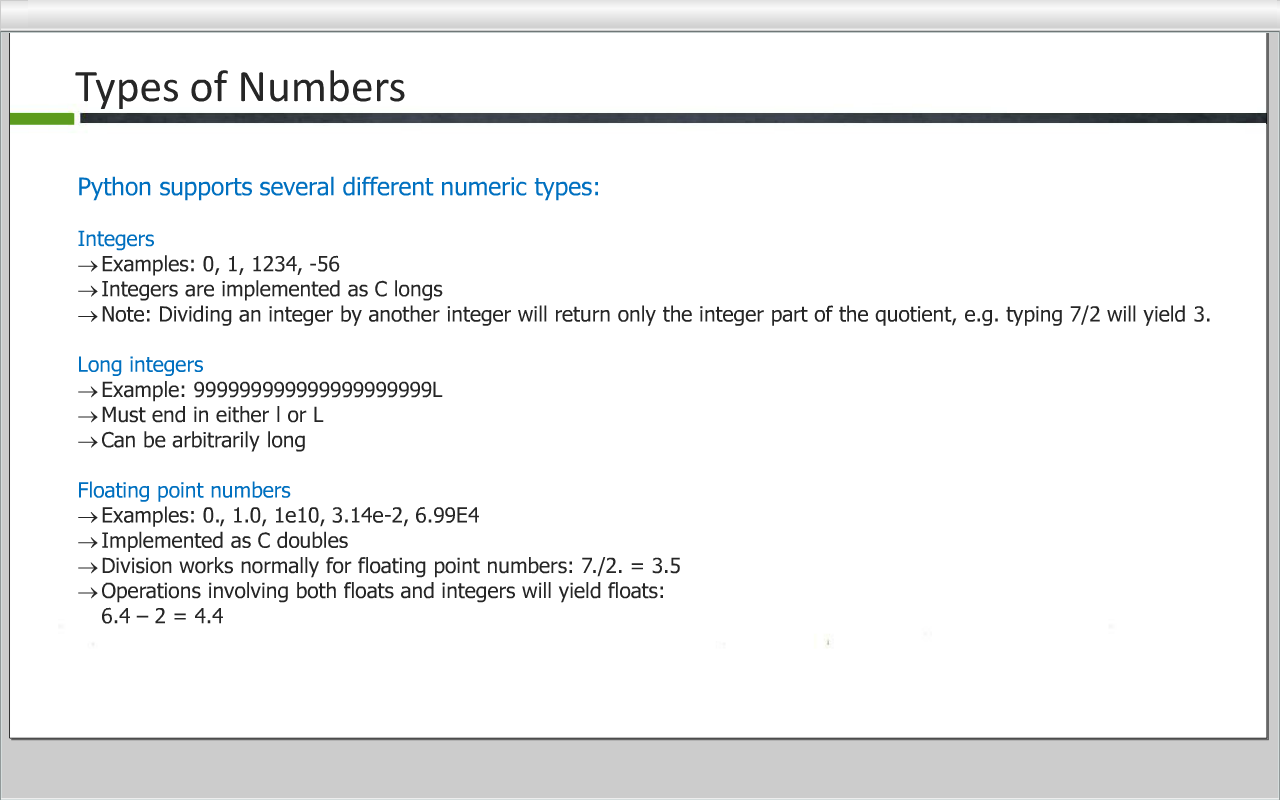 Types of Numbers
Python supports several different numeric types:
Integers
→Examples: 0, 1, 1234, -56
→Integers are implemented as C longs
→Note: Dividing an integer by another integer will return only the integer part of the quotient, e.g. typing 7/2 will yield 3.
Long integers
→Example: 999999999999999999999L
→Must end in either l or L
→Can be arbitrarily long
Floating point numbers
→Examples: 0., 1.0, 1e10, 3.14e-2, 6.99E4
→Implemented as C doubles
→Division works normally for floating point numbers: 7./2. = 3.5
→Operations involving both floats and integers will yield floats:
6.4 – 2 = 4.4